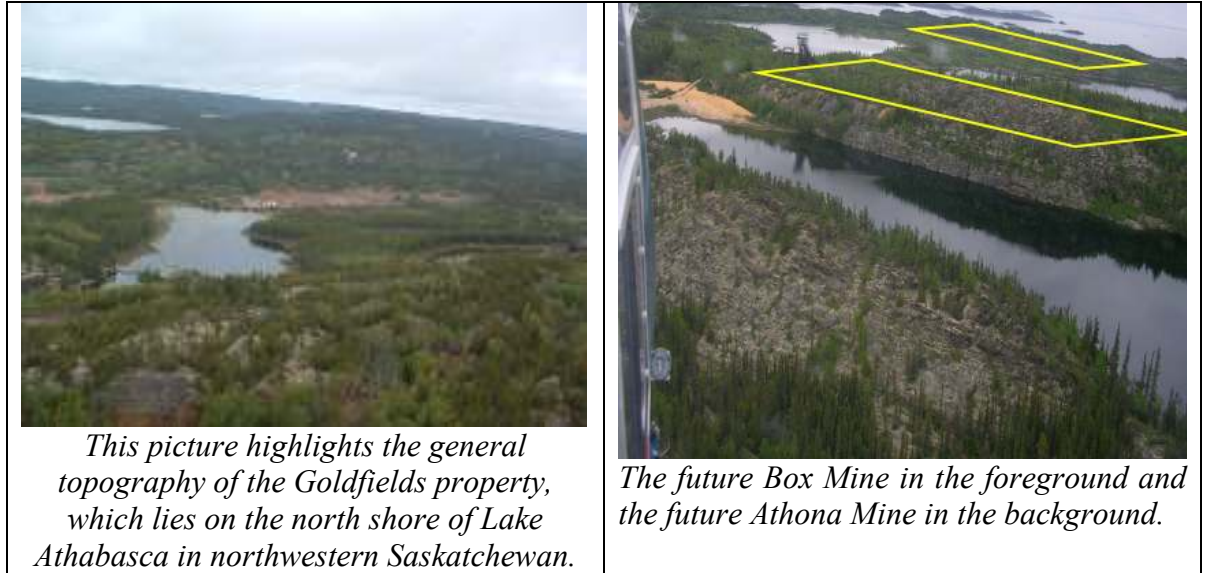 This picture highlights the general
topography of the Goldfields property,
which lies on the north shore of Lake
Athabasca in northwestern Saskatchewan.
The future Box Mine in the foreground and
the future Athona Mine in the background.